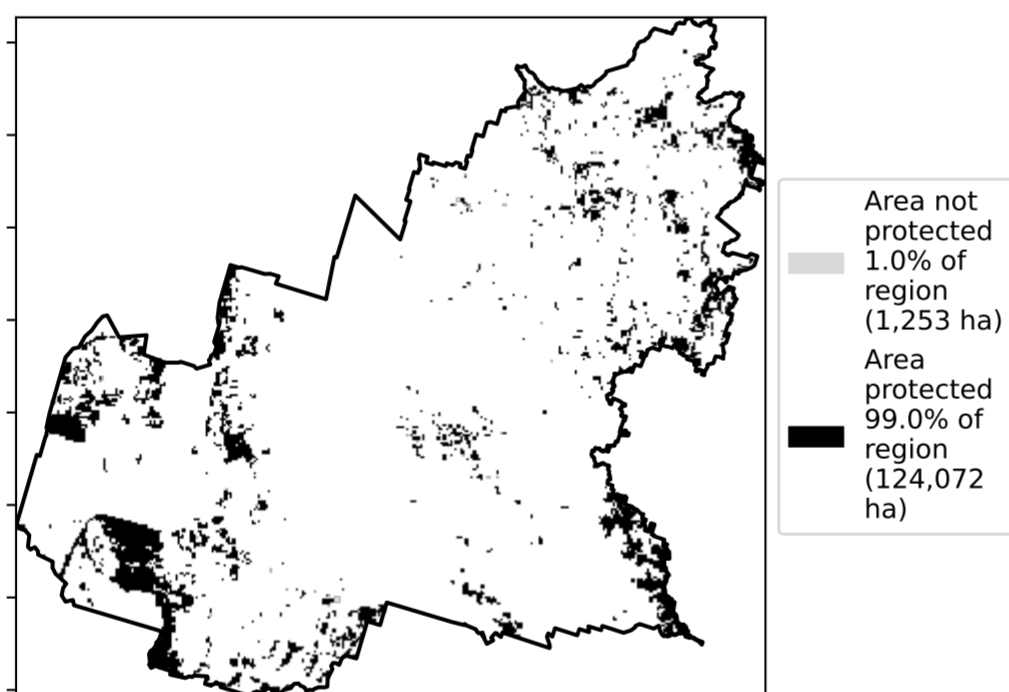 Area not
protected
1.0% of
region
(1,253 ha)
Area
protected
99.0% of
region
(124,072
ha)